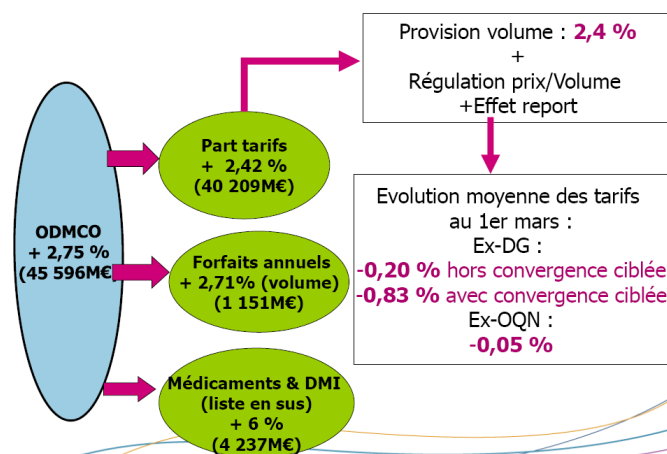 Provision volume : 2,4 %
+
Régulation prix/Volume
+Effet report
Part tarifs
+ 2,42 %
(40 209M€)
Evolution moyenne des tarifs
au 1er mars :
Ex-DG :
-0,20 % hors convergence ciblée
-0,83 % avec convergence ciblée
Ex-OQN :
-0,05 %
ODMCO
+ 2,75 %
(45 596M€
Forfaits annuels
+ 2,71% (volume)
(1 151M€)
Médicaments & DMI
(liste en sus)
+ 6 %
(4 237M€)